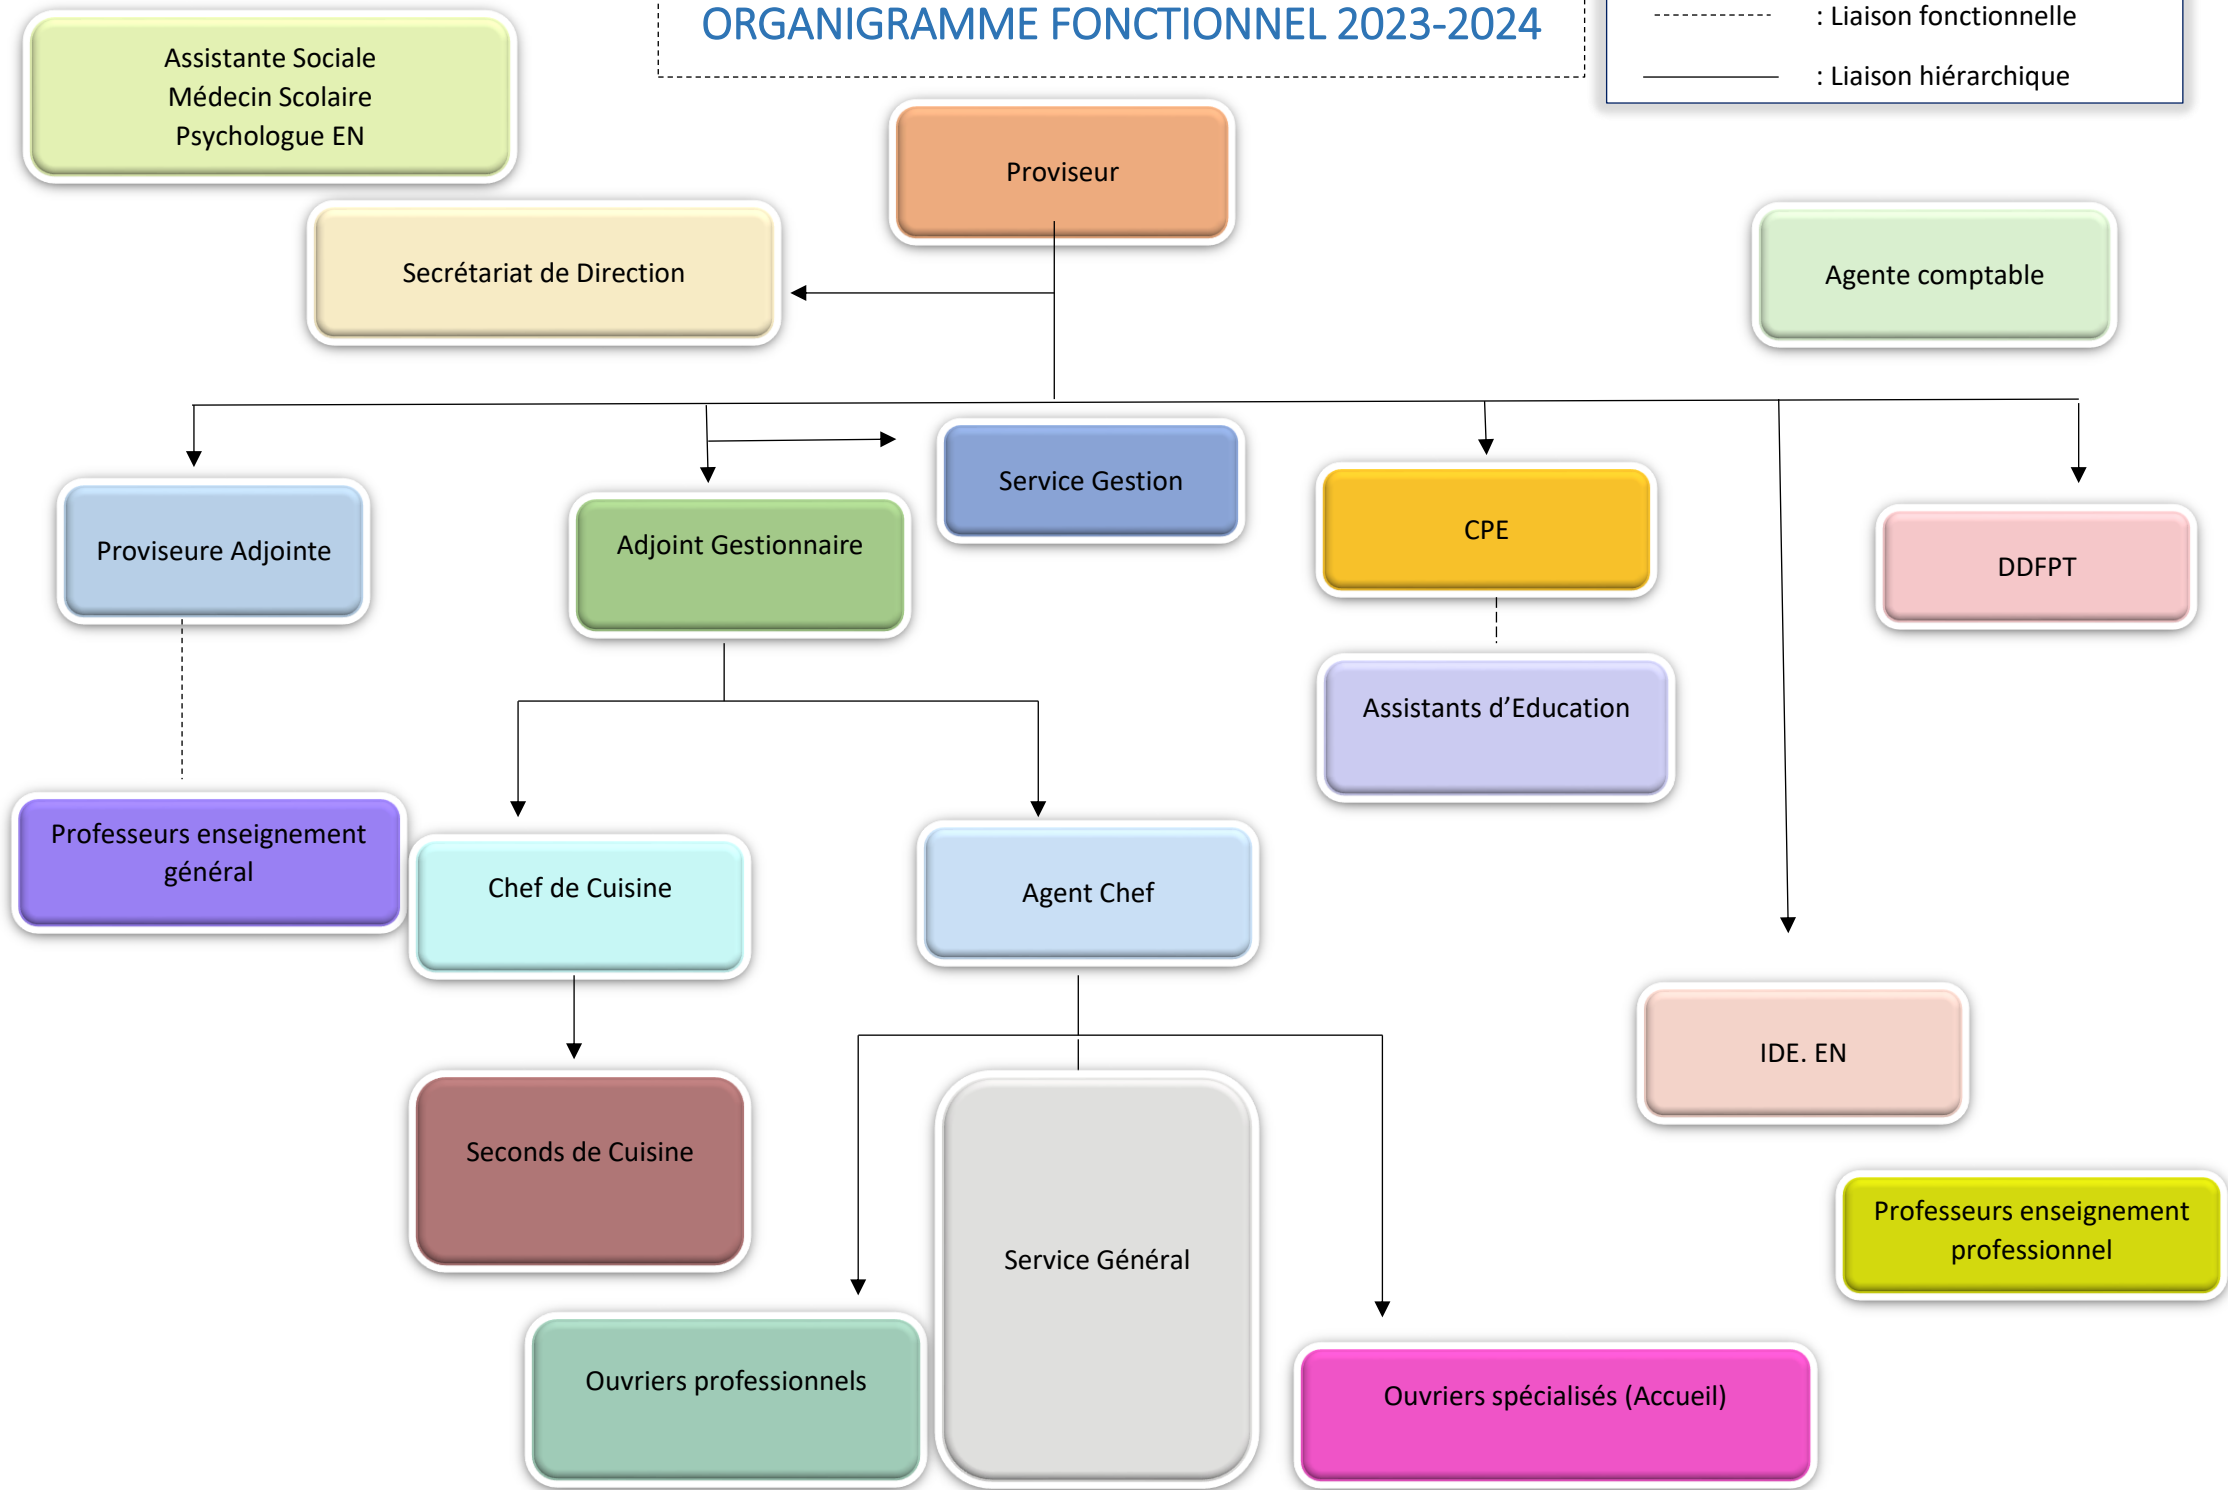 ORGANIGRAMME FONCTIONNEL 2023-2024
: Liaison fonctionnelle
: Liaison hiérarchique
Assistante Sociale
Médecin Scolaire
Psychologue EN
Proviseur
Secrétariat de Direction
Agente comptable
Service Gestion
Proviseure Adjointe
Adjoint Gestionnaire
CPE
DDFPT
Assistants d’Education
Professeurs enseignement
général
Chef de Cuisine
Agent Chef
IDE. EN
Seconds de Cuisine
Service Général
Professeurs enseignement
professionnel
Ouvriers professionnels
Ouvriers spécialisés (Accueil)